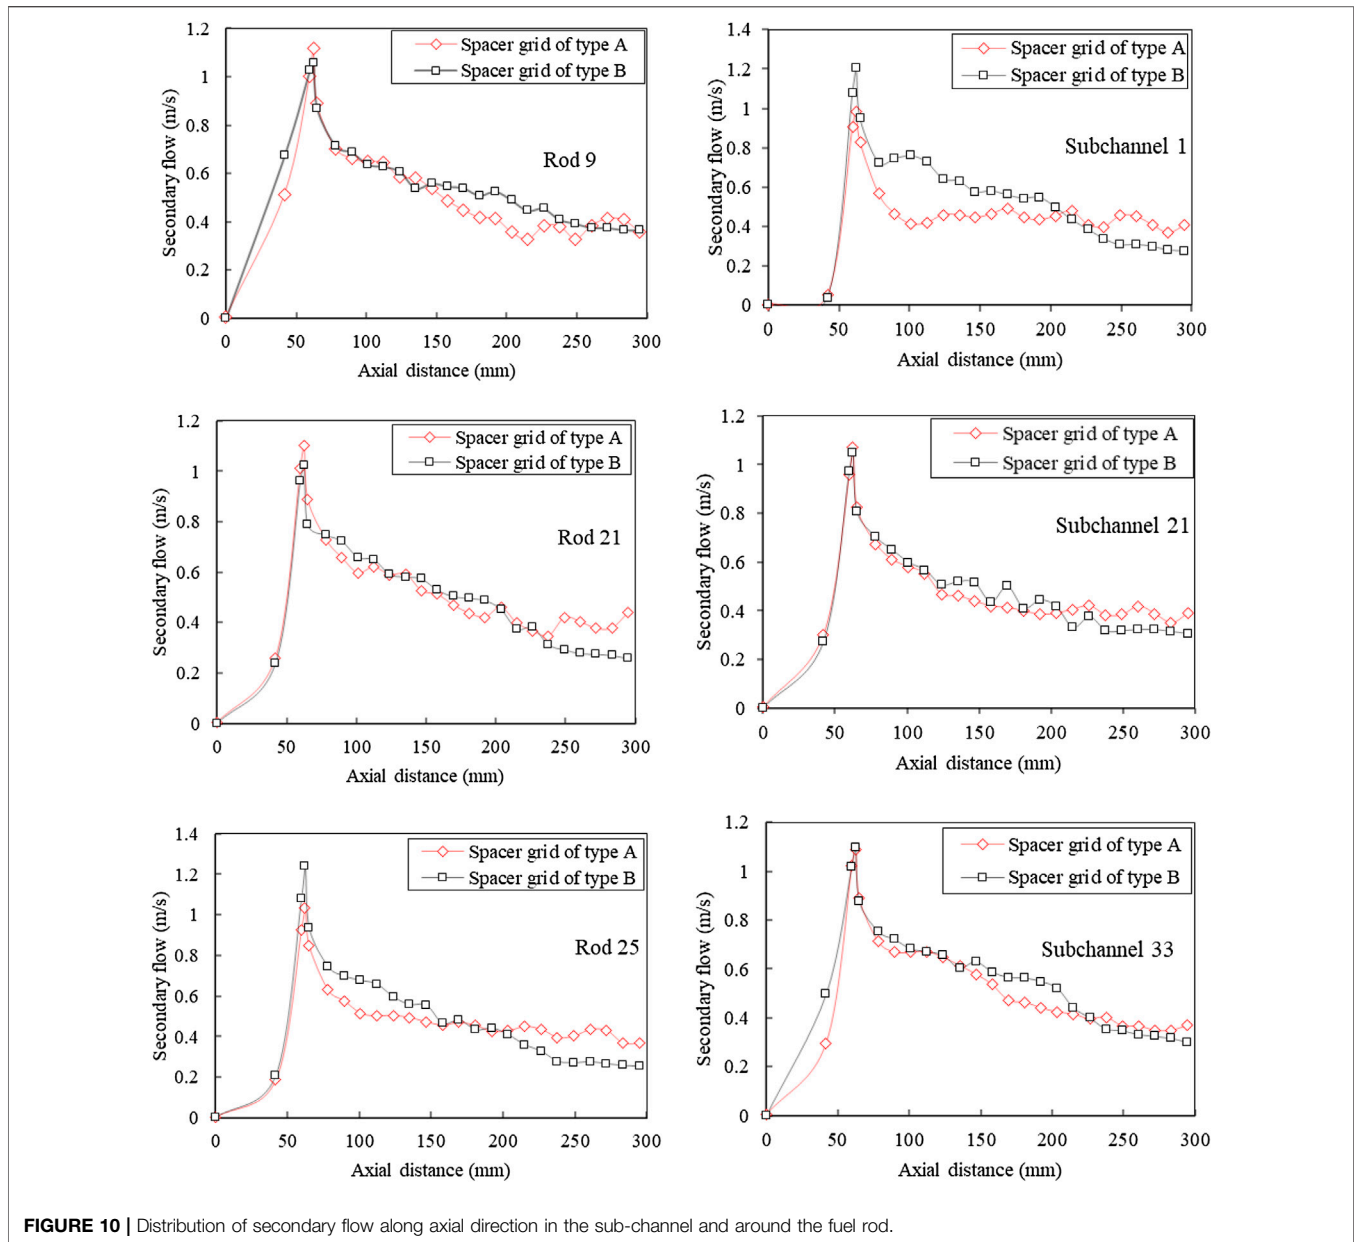 1.2
1
0.8
0.6
0.4
0.2
0
Secondary flow (m/s)
Spacer grid of type A
Spacer grid of type B
Rod 9
0 50 100 150 200 250 300
Axial distance (mm)
1.4
1.2
1
0.8
0.6
0.4
0.2
0
Secondary flow (m/s)
Spacer grid of type A
Spacer grid of type B
Subchannel 1
0 50 100 150 200 250 300
Axial distance (mm)
1.2
1
0.8
0.6
0.4
0.2
0
Secondary flow (m/s)
Spacer grid of type A
Spacer grid of type B
Rod 21
0 50 100 150 200 250 300
Axial distance (mm)
1.2
1
0.8
0.6
0.4
0.2
0
Secondary flow (m/s)
Spacer grid of type A
Spacer grid of type B
Subchannel 21
0 50 100 150 200 250 300
Axial distance (mm)
1.4
1.2
1
0.8
0.6
0.4
0.2
0
Secondary flow (m/s)
Spacer grid of type A
Spacer grid of type B
Rod 25
0 50 100 150 200 250 300
Axial distance (mm)
1.2
1
0.8
0.6
0.4
0.2
0
Secondary flow (m/s)
Spacer grid of type A
Spacer grid of type B
Subchannel 33
0 50 100 150 200 250 300
Axial distance (mm)
FIGURE 10 | Distribution of secondary flow along axial direction in the sub-channel and around the fuel rod.